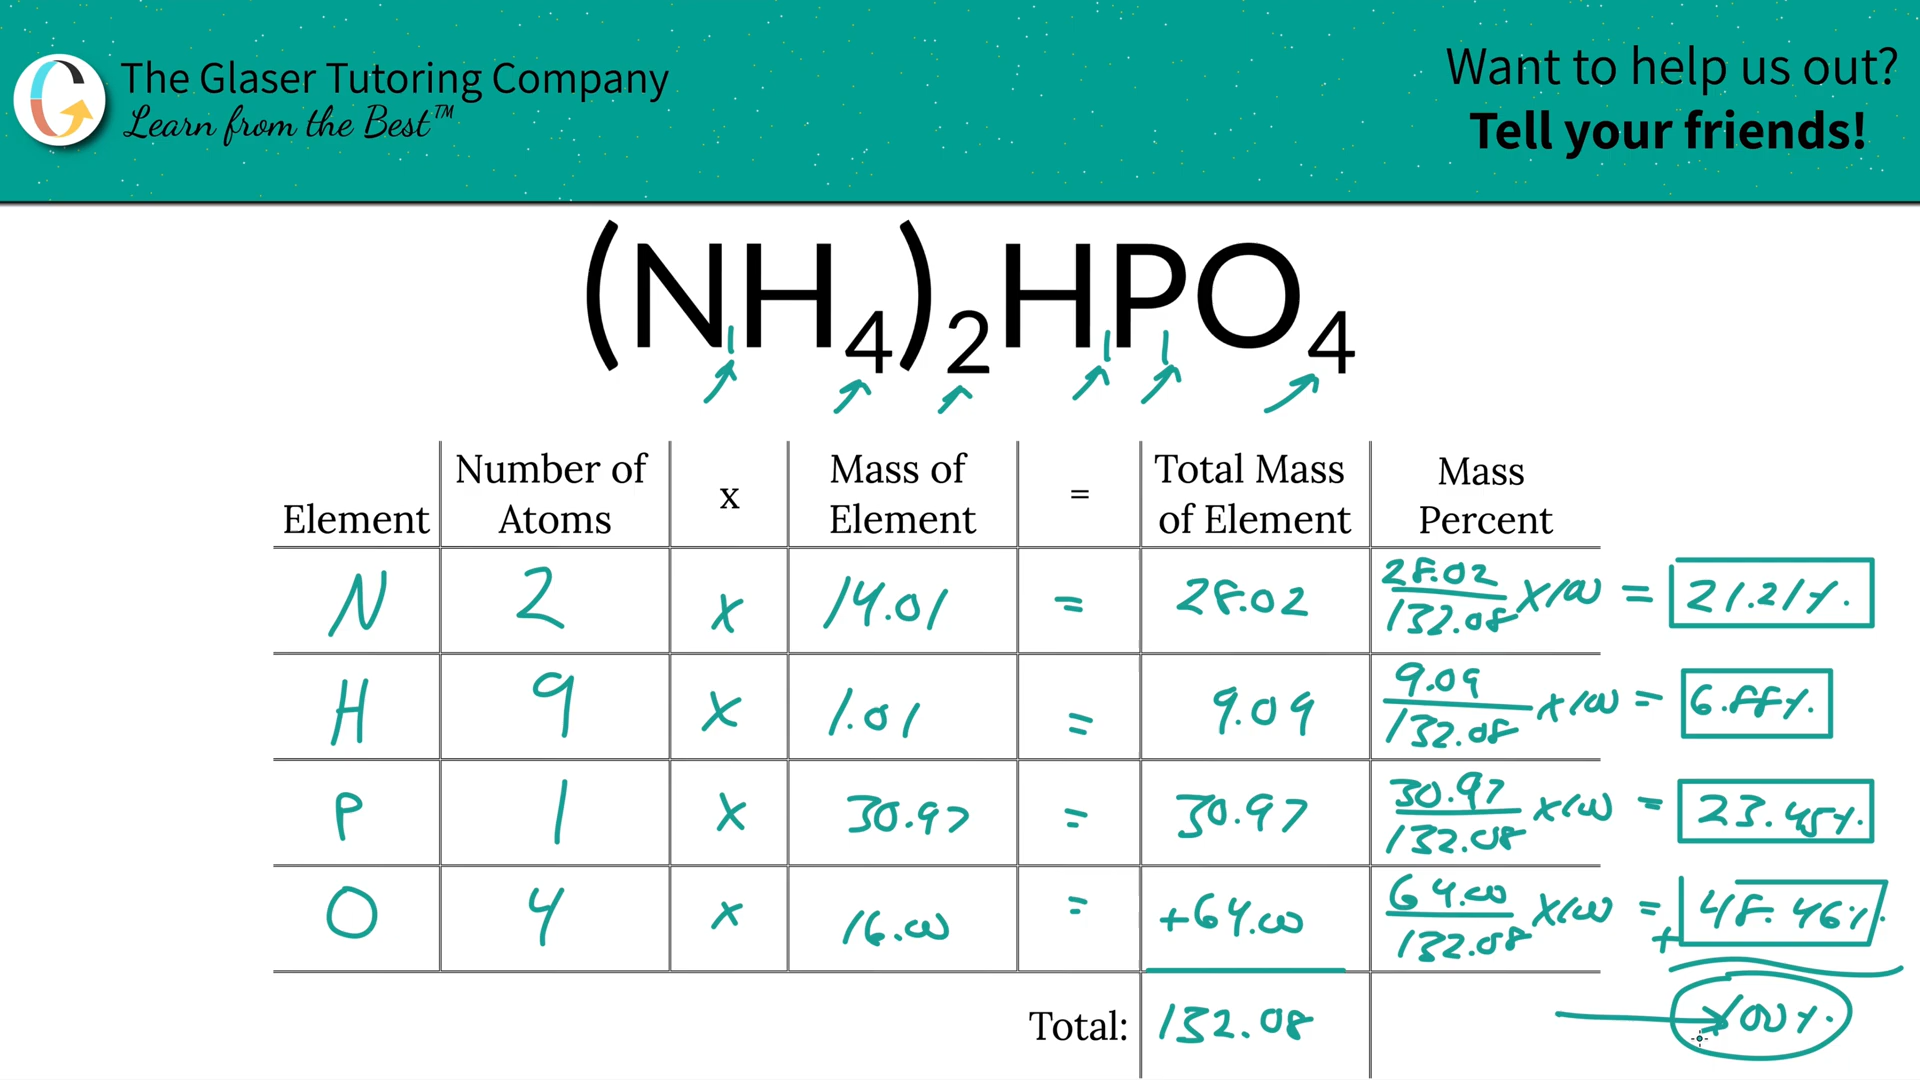 The Glaser Tutoring Company
Learn from the Best™
Want to help us out?
Tell your friends!
(NH₄)₂HPO₄
1 1 1
Element Number of Atoms x Mass of Element = Total Mass of Element Mass Percent
N 2 x 14.01 = 28.02 28.02/132.08 x100 = 21.21%.
H 9 x 1.01 = 9.09 9.09/132.08 x100 = 6.88%.
P 1 x 30.97 = 30.97 30.97/132.08 x100 = 23.45%.
O 4 x 16.00 = +64.00 64.00/132.08 x100 = + 48.46%.
Total: 132.08 100%.